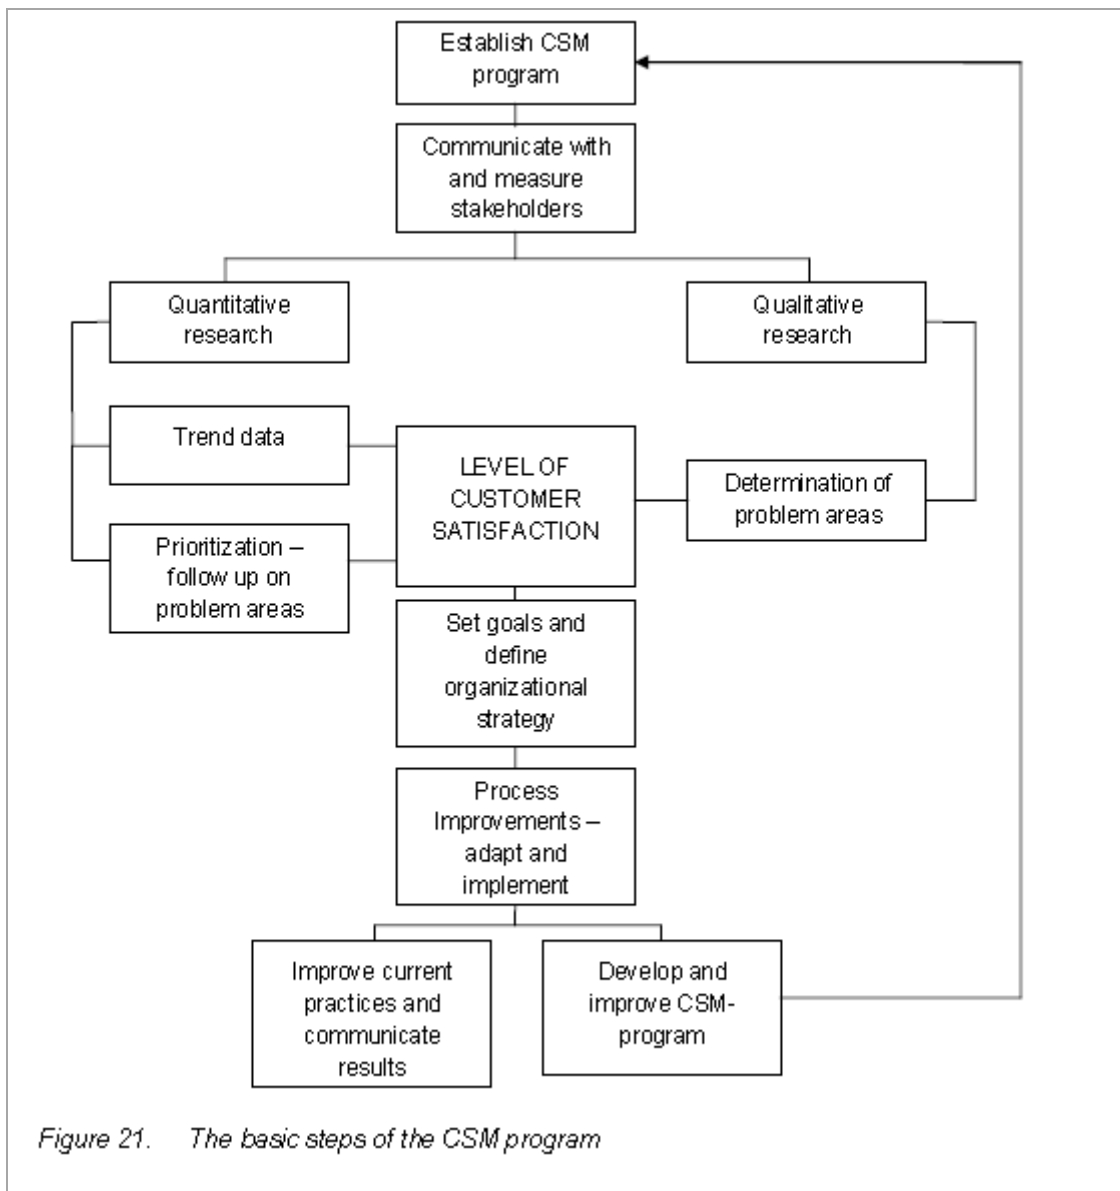 Establish CSM
program
Communicate with
and measure
stakeholders
Quantitative
research
Qualitative
research
Trend data
LEVEL OF
CUSTOMER
SATISFACTION
Determination of
problem areas
Prioritization –
follow up on
problem areas
Set goals and
define
organizational
strategy
Process
Improvements –
adapt and
implement
Improve current
practices and
communicate
results
Develop and
improve CSM-
program
Figure 21. The basic steps of the CSM program